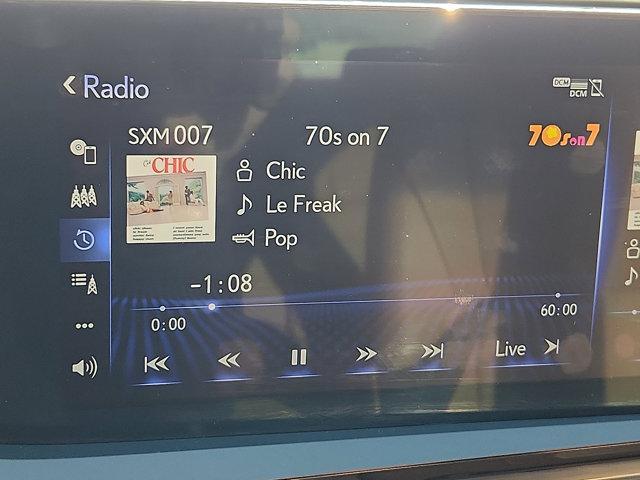 Radio
DCM
DCM
SXM 007
70s on 7
70s on 7
CHIC
Chic
Le Freak
Pop
-1:08
0:00
60:00
Live